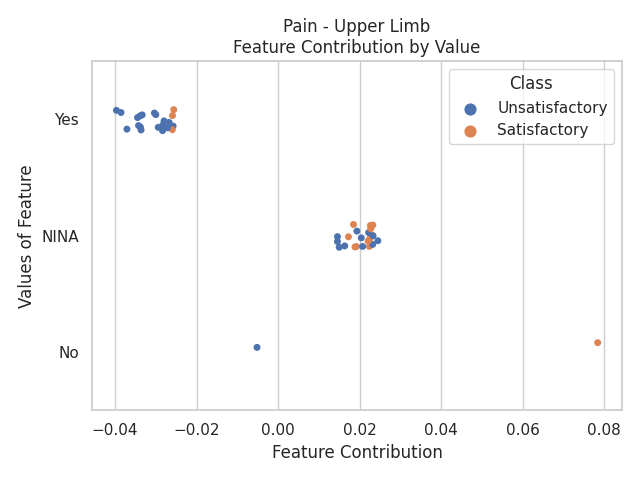 Pain - Upper Limb
Feature Contribution by Value
Class
Unsatisfactory
Satisfactory
Values of Feature
Yes
NINA
No
−0.04 −0.02 0.00 0.02 0.04 0.06 0.08
Feature Contribution